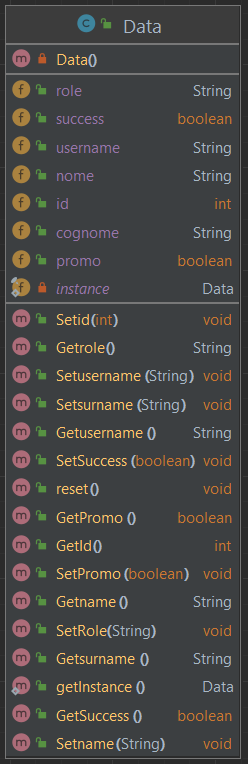 C Data
m Data()
f role String
f success boolean
f username String
f nome String
f id int
f cognome String
f promo boolean
f instance Data
m Setid(int) void
m Getrole() String
m Setusername (String) void
m Setsurname (String) void
m Getusername () String
m SetSuccess (boolean) void
m reset() void
m GetPromo () boolean
m GetId() int
m SetPromo (boolean) void
m Getname () String
m SetRole(String) void
m Getsurname () String
m getInstance () Data
m GetSuccess () boolean
m Setname(String) void